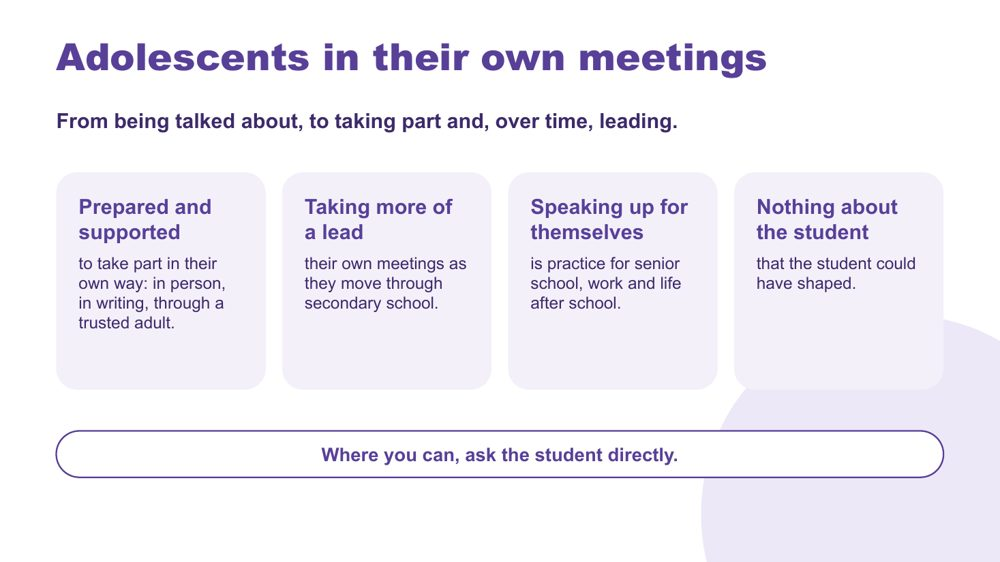 Adolescents in their own meetings
From being talked about, to taking part and, over time, leading.
Prepared and
supported
to take part in their
own way: in person,
in writing, through a
trusted adult.
Taking more of
a lead
their own meetings as
they move through
secondary school.
Speaking up for
themselves
is practice for senior
school, work and life
after school.
Nothing about
the student
that the student could
have shaped.
Where you can, ask the student directly.